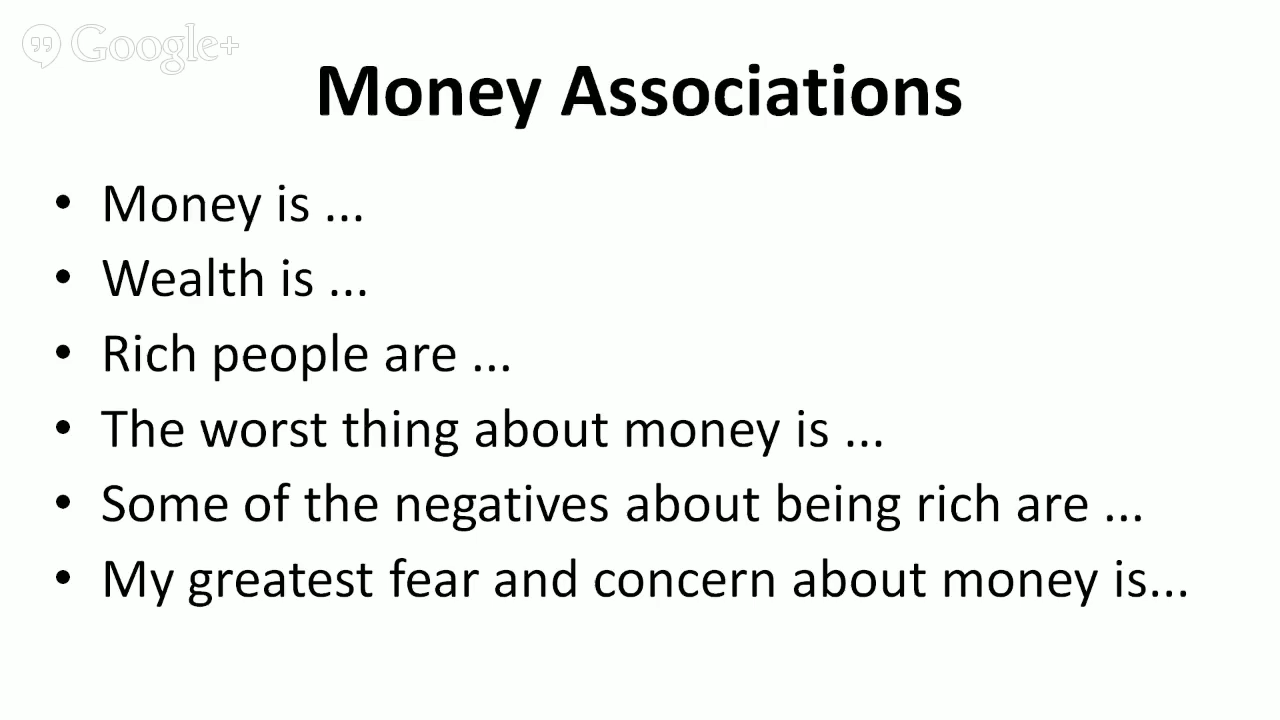 Google+
Money Associations
• Money is ...
• Wealth is ...
• Rich people are ...
• The worst thing about money is ...
• Some of the negatives about being rich are ...
• My greatest fear and concern about money is...